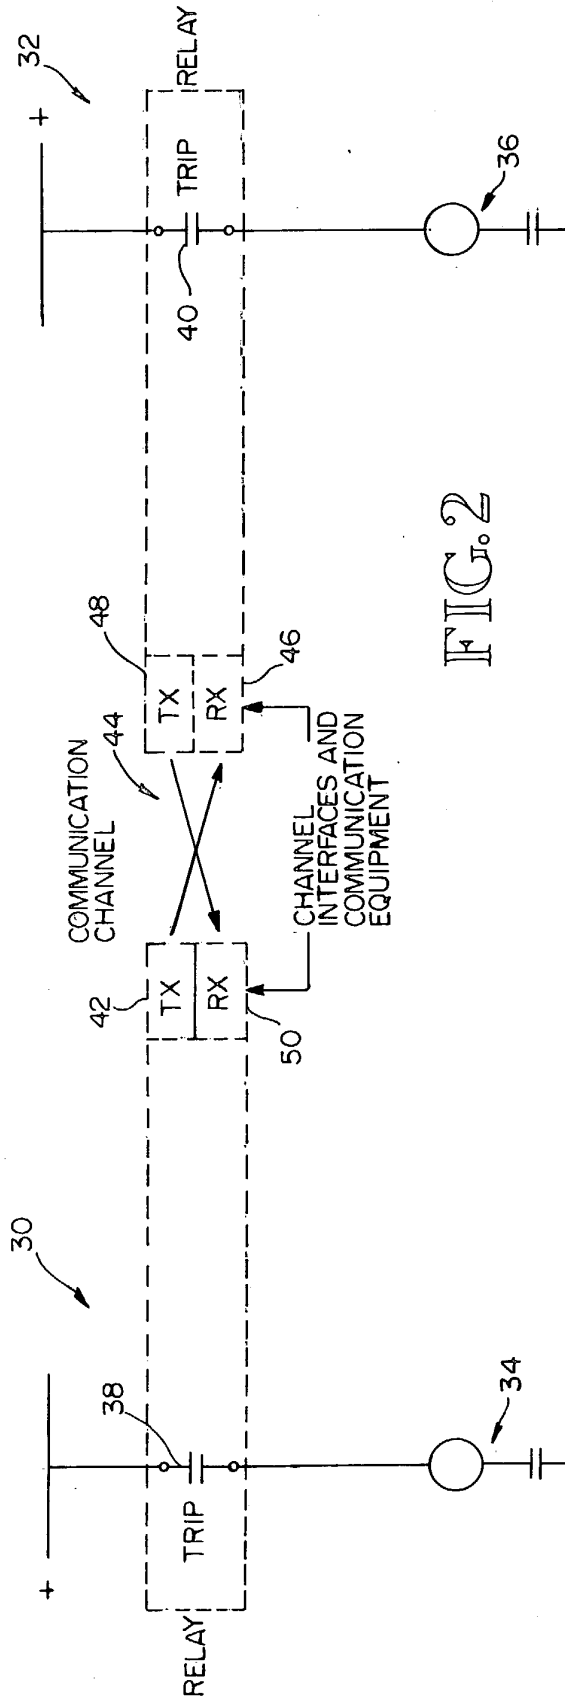 30
32
+
+
RELAY
TRIP
38
42
TX
RX
50
COMMUNICATION
CHANNEL
44
48
TX
RX
46
40
TRIP
RELAY
CHANNEL
INTERFACES AND
COMMUNICATION
EQUIPMENT
34
36
FIG.2